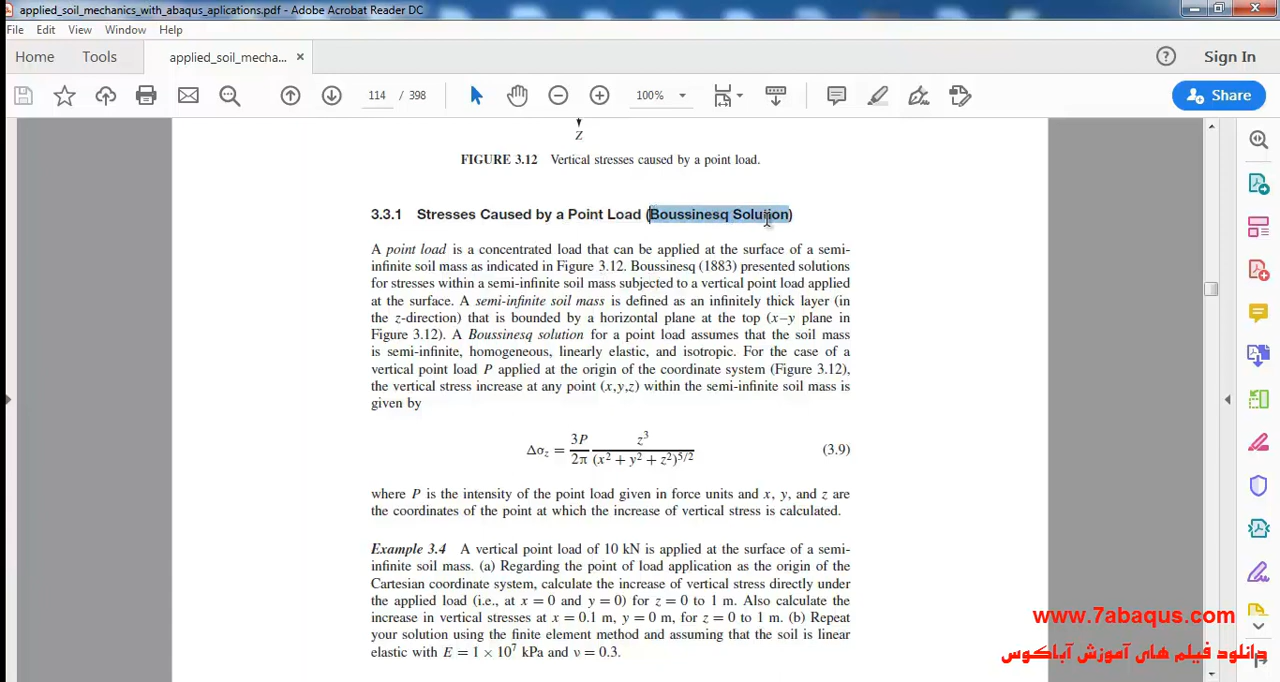 applied_soil_mechanics_with_abaqus_aplications.pdf - Adobe Acrobat Reader DC
File Edit View Window Help
Home Tools applied_soil_mecha... × ? Sign In
114 / 398 100% Share
Z
FIGURE 3.12 Vertical stresses caused by a point load.
3.3.1 Stresses Caused by a Point Load (Boussinesq Solution)
A point load is a concentrated load that can be applied at the surface of a semi-
infinite soil mass as indicated in Figure 3.12. Boussinesq (1883) presented solutions
for stresses within a semi-infinite soil mass subjected to a vertical point load applied
at the surface. A semi-infinite soil mass is defined as an infinitely thick layer (in
the z-direction) that is bounded by a horizontal plane at the top (x–y plane in
Figure 3.12). A Boussinesq solution for a point load assumes that the soil mass
is semi-infinite, homogeneous, linearly elastic, and isotropic. For the case of a
vertical point load P applied at the origin of the coordinate system (Figure 3.12),
the vertical stress increase at any point (x,y,z) within the semi-infinite soil mass is
given by
Δσz = 3P/2π z³/(x² + y² + z²)^5/2 (3.9)
where P is the intensity of the point load given in force units and x, y, and z are
the coordinates of the point at which the increase of vertical stress is calculated.
Example 3.4 A vertical point load of 10 kN is applied at the surface of a semi-
infinite soil mass. (a) Regarding the point of load application as the origin of the
Cartesian coordinate system, calculate the increase of vertical stress directly under
the applied load (i.e., at x = 0 and y = 0) for z = 0 to 1 m. Also calculate the
increase in vertical stresses at x = 0.1 m, y = 0 m, for z = 0 to 1 m. (b) Repeat
your solution using the finite element method and assuming that the soil is linear
elastic with E = 1 × 10⁷ kPa and ν = 0.3.
www.7abaqus.com
دانلود فیلم های آموزش آباکوس